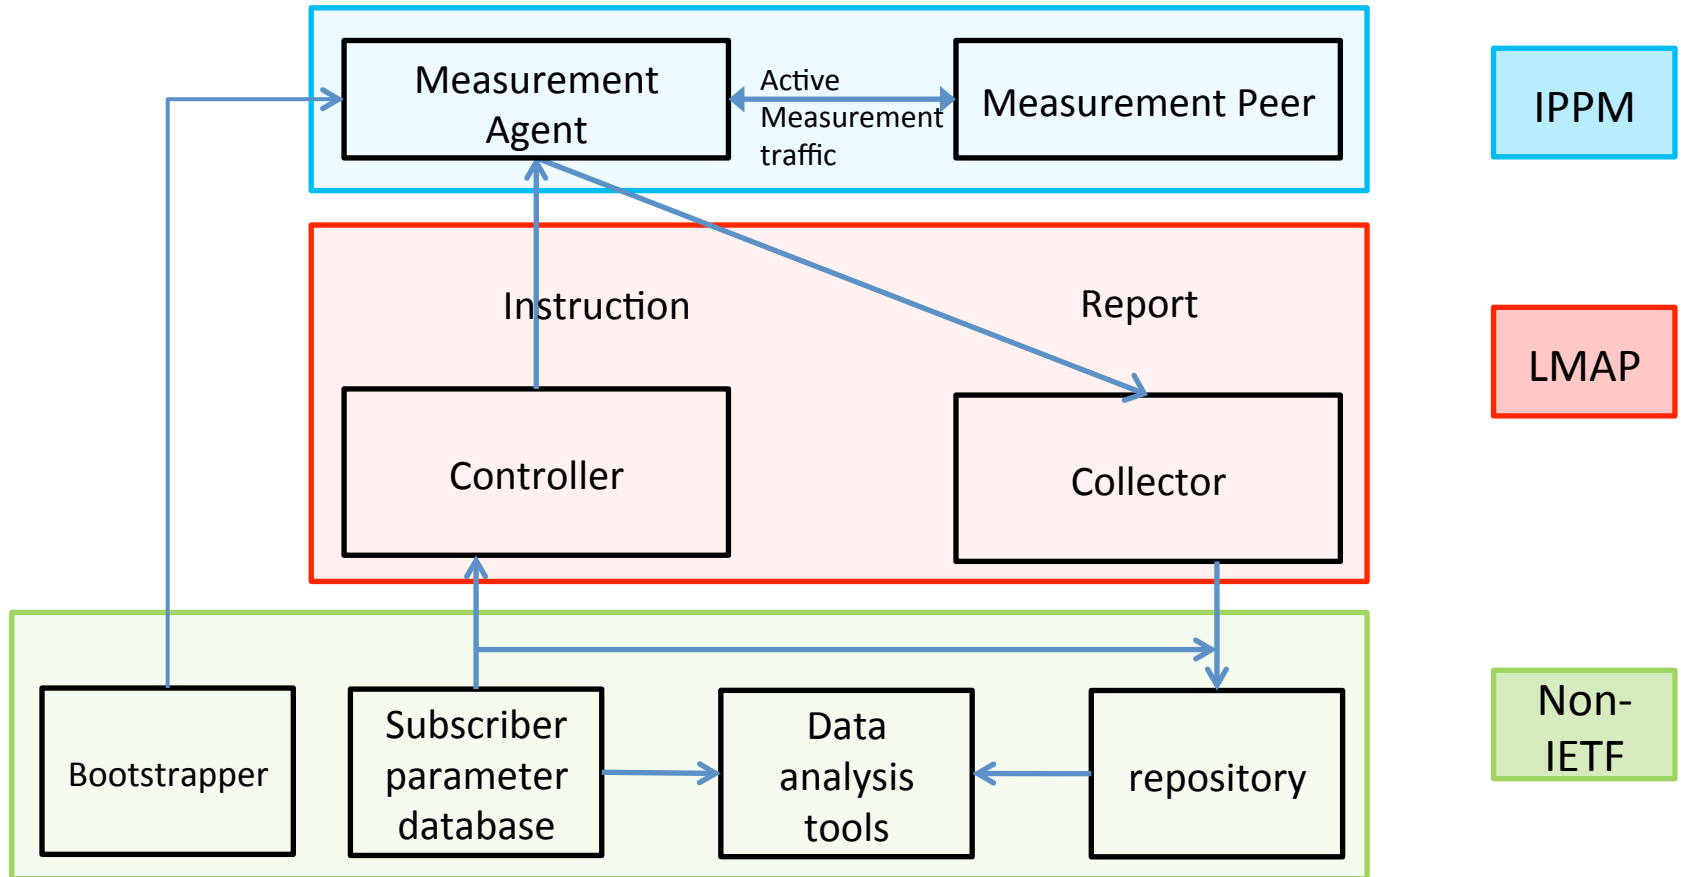 Measurement
Agent
Active
Measurement
traffic
Measurement Peer
IPPM
Instruction
Report
LMAP
Controller
Collector
Bootstrapper
Subscriber
parameter
database
Data
analysis
tools
repository
Non-
IETF